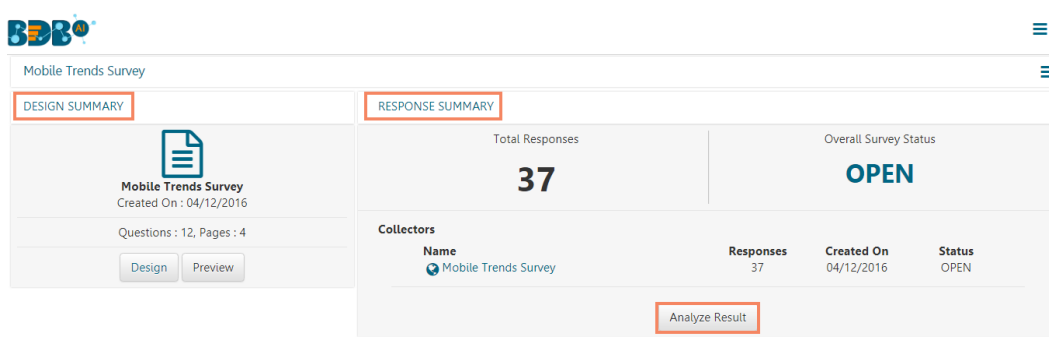 BDB AI
Mobile Trends Survey
DESIGN SUMMARY
Mobile Trends Survey
Created On : 04/12/2016
Questions : 12, Pages : 4
Design Preview
RESPONSE SUMMARY
Total Responses
37
Overall Survey Status
OPEN
Collectors
Name Responses Created On Status
Mobile Trends Survey 37 04/12/2016 OPEN
Analyze Result